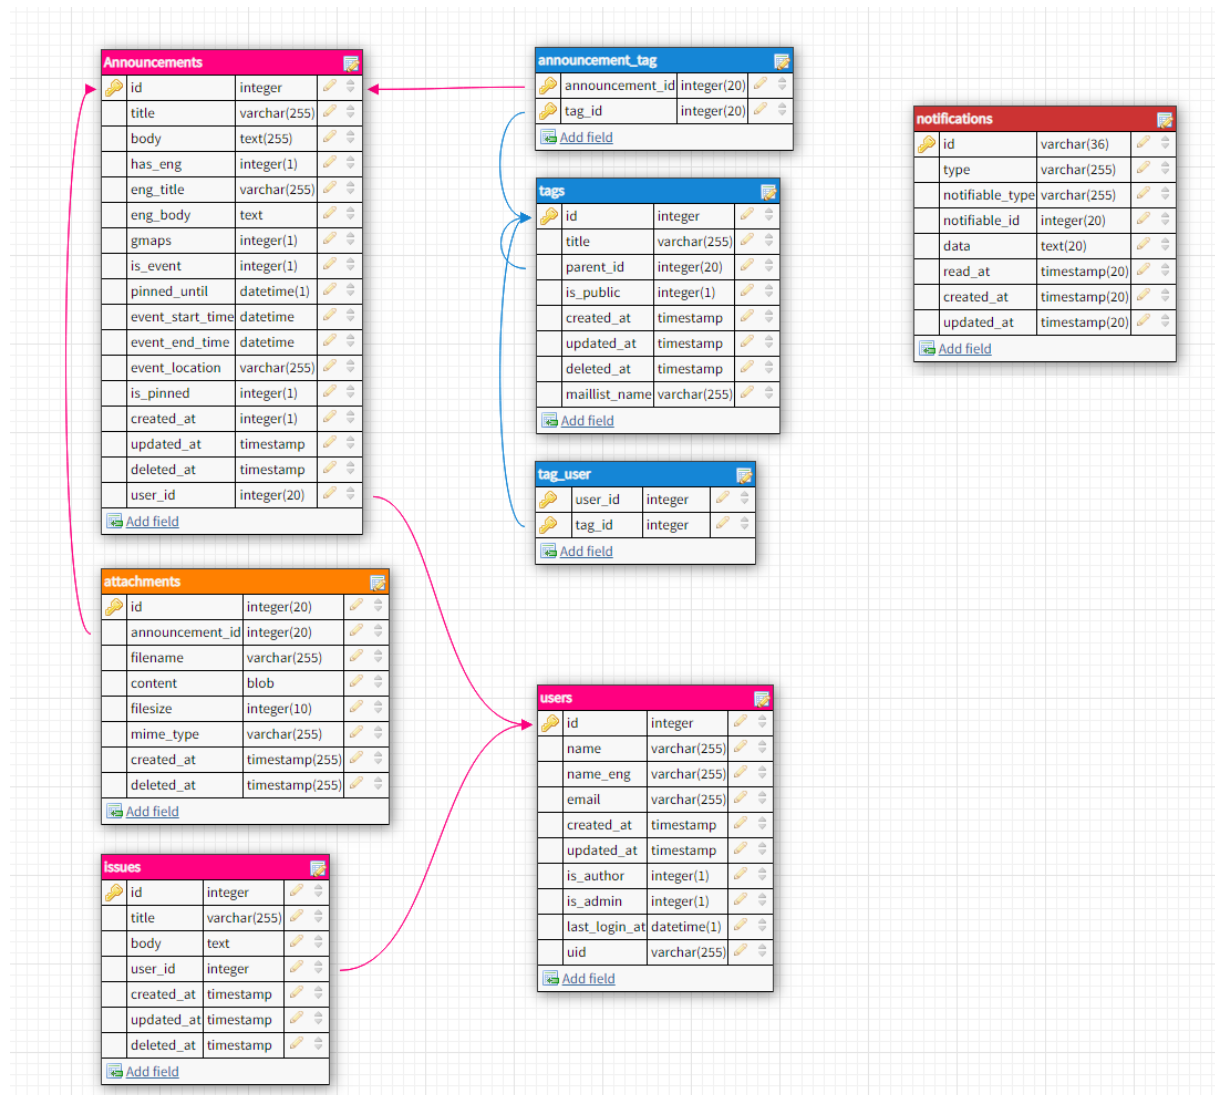 Announcements
id integer
title varchar(255)
body text(255)
has_eng integer(1)
eng_title varchar(255)
eng_body text
gmaps integer(1)
is_event integer(1)
pinned_until datetime(1)
event_start_time datetime
event_end_time datetime
event_location varchar(255)
is_pinned integer(1)
created_at integer(1)
updated_at timestamp
deleted_at timestamp
user_id integer(20)
Add field
attachments
id integer(20)
announcement_id integer(20)
filename varchar(255)
content blob
filesize integer(10)
mime_type varchar(255)
created_at timestamp(255)
deleted_at timestamp(255)
Add field
issues
id integer
title varchar(255)
body text
user_id integer
created_at timestamp
updated_at timestamp
deleted_at timestamp
Add field
announcement_tag
announcement_id integer(20)
tag_id integer(20)
Add field
tags
id integer
title varchar(255)
parent_id integer(20)
is_public integer(1)
created_at timestamp
updated_at timestamp
deleted_at timestamp
maillist_name varchar(255)
Add field
tag_user
user_id integer
tag_id integer
Add field
users
id integer
name varchar(255)
name_eng varchar(255)
email varchar(255)
created_at timestamp
updated_at timestamp
is_author integer(1)
is_admin integer(1)
last_login_at datetime(1)
uid varchar(255)
Add field
notifications
id varchar(36)
type varchar(255)
notifiable_type varchar(255)
notifiable_id integer(20)
data text(20)
read_at timestamp(20)
created_at timestamp(20)
updated_at timestamp(20)
Add field